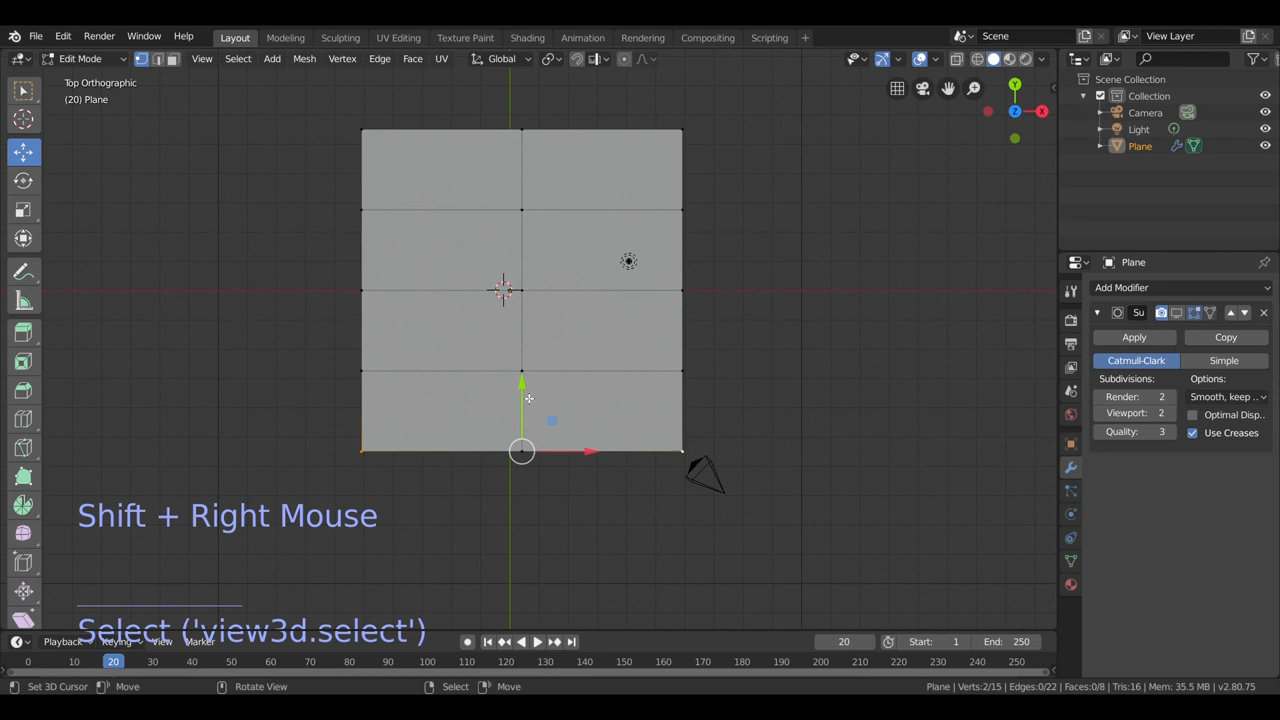 File Edit Render Window Help Layout Modeling Sculpting UV Editing Texture Paint Shading Animation Rendering Compositing Scripting + Scene View Layer
Edit Mode View Select Add Mesh Vertex Edge Face UV Global
Top Orthographic
(20) Plane
Y
Z X
Scene Collection
Collection
Camera
Light
Plane
Plane
Add Modifier
Su
Apply Copy
Catmull-Clark Simple
Subdivisions: Options:
Render: 2 Smooth, keep ..
Viewport: 2 Optimal Disp..
Quality: 3 Use Creases
Shift + Right Mouse
Select ('view3d.select')
Playback Keying View Marker 20 Start: 1 End: 250
0 10 20 30 40 50 60 70 80 90 100 110 120 130 140 150 160 170 180 190 200 210 220 230 240 250
Set 3D Cursor Move Rotate View Select Move Plane | Verts:2/15 | Edges:0/22 | Faces:0/8 | Tris:16 | Mem: 35.5 MB | v2.80.75